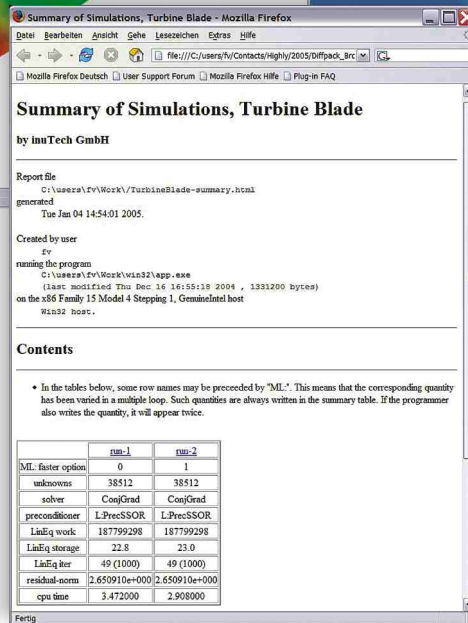 Summary of Simulations, Turbine Blade - Mozilla Firefox
Datei Bearbeiten Ansicht Gehe Lesezeichen Extras Hilfe
file:///C:/users/fv/Contacts/Highly/2005/Diffpack_Brc
Mozilla Firefox Deutsch User Support Forum Mozilla Firefox Hilfe Plug-in FAQ
Summary of Simulations, Turbine Blade
by inuTech GmbH
Report file
C:\users\fv\Work\/TurbineBlade-summary.html
generated
Tue Jan 04 14:54:01 2005.
Created by user
fv
running the program
C:\users\fv\Work\win32\app.exe
(last modified Thu Dec 16 16:55:18 2004 , 1331200 bytes)
on the x86 Family 15 Model 4 Stepping 1, GenuineIntel host
Win32 host.
Contents
• In the tables below, some row names may be preceeded by "ML:". This means that the corresponding quantity
has been varied in a multiple loop. Such quantities are always written in the summary table. If the programmer
also writes the quantity, it will appear twice.
run-1 run-2
ML: faster option 0 1
unknowns 38512 38512
solver ConjGrad ConjGrad
preconditioner L:PrecSSOR L:PrecSSOR
LinEq work 187799298 187799298
LinEq storage 22.8 23.0
LinEq iter 49 (1000) 49 (1000)
residual-norm 2.650910e+000 2.650910e+000
cpu time 3.472000 2.908000
Fertig